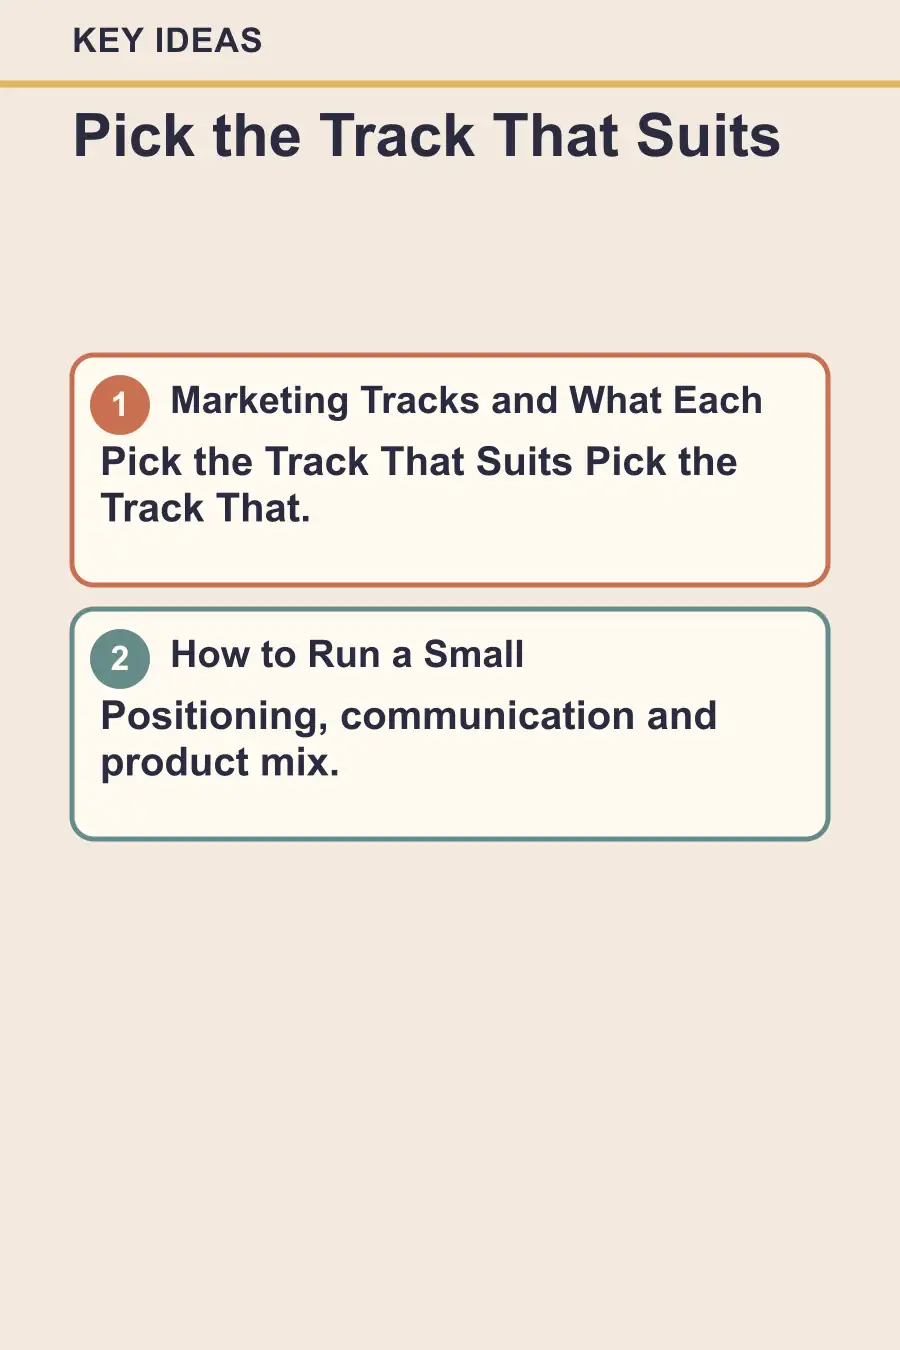 KEY IDEAS
Pick the Track That Suits
1 Marketing Tracks and What Each
Pick the Track That Suits Pick the
Track That.
2 How to Run a Small
Positioning, communication and
product mix.